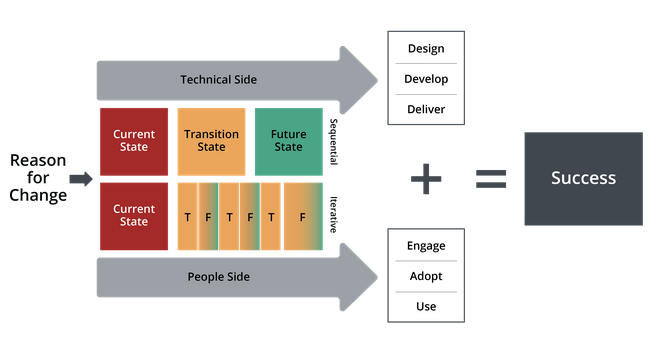 Technical Side
Design
Develop
Deliver
Current
State
Transition
State
Future
State
Sequential
Reason
for
Change
Current
State
T F T F T F
Iterative
People Side
Engage
Adopt
Use
+
=
Success